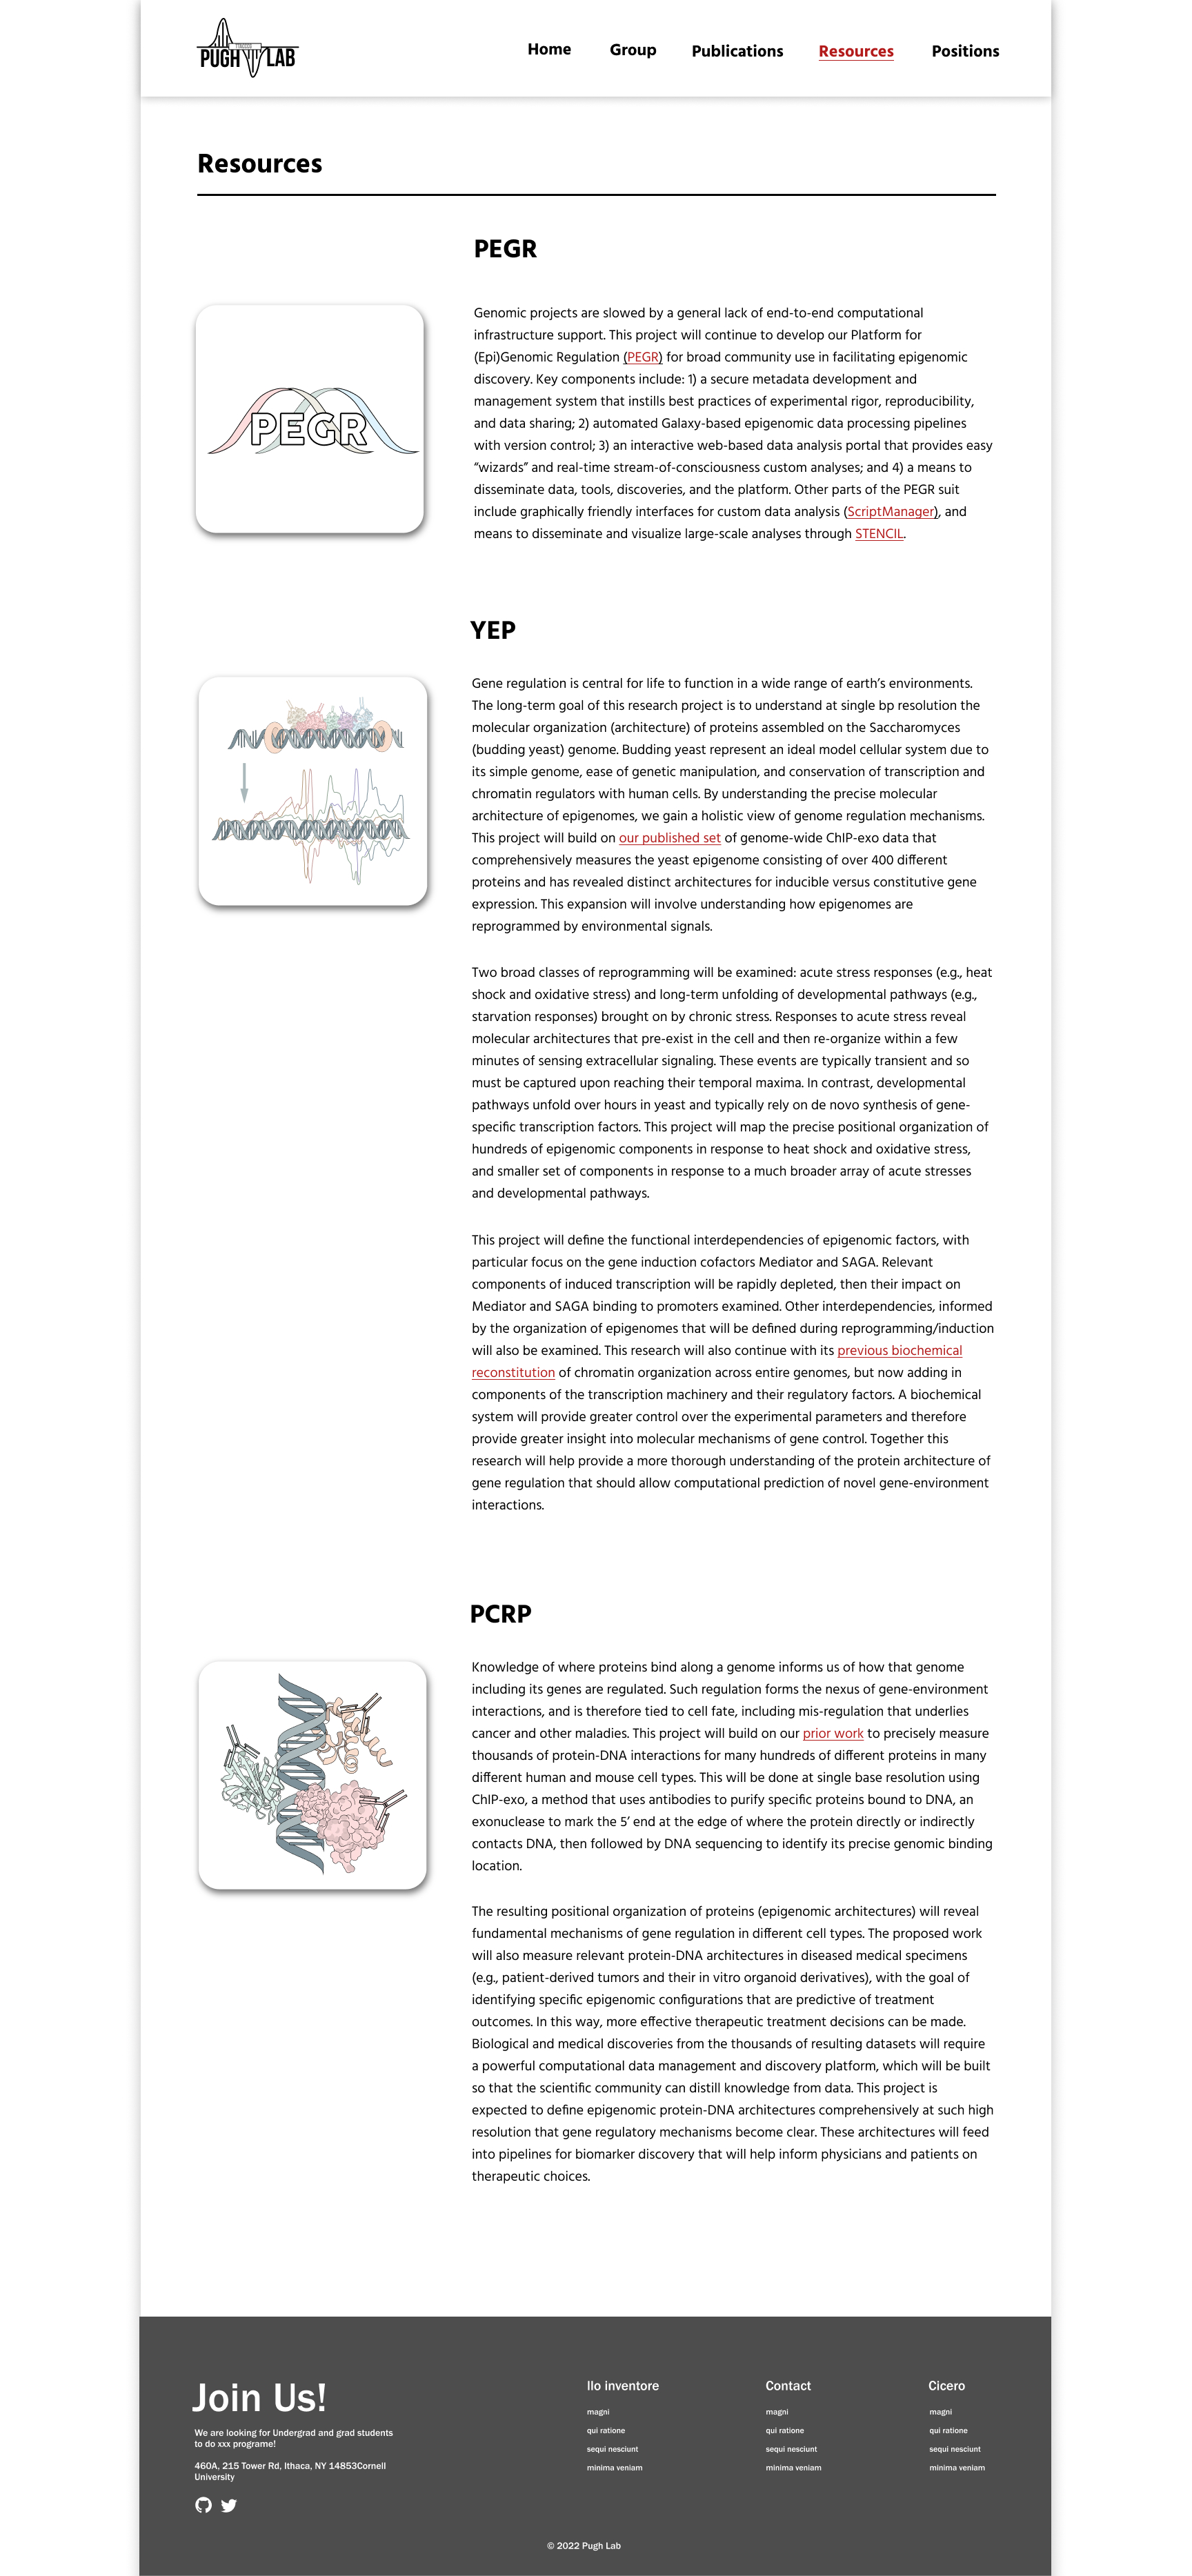 PUGH LAB
Home Group Publications Resources Positions
Resources
PEGR
PEGR
Genomic projects are slowed by a general lack of end-to-end computational
infrastructure support. This project will continue to develop our Platform for
(Epi)Genomic Regulation (PEGR) for broad community use in facilitating epigenomic
discovery. Key components include: 1) a secure metadata development and
management system that instills best practices of experimental rigor, reproducibility,
and data sharing; 2) automated Galaxy-based epigenomic data processing pipelines
with version control; 3) an interactive web-based data analysis portal that provides easy
“wizards” and real-time stream-of-consciousness custom analyses; and 4) a means to
disseminate data, tools, discoveries, and the platform. Other parts of the PEGR suit
include graphically friendly interfaces for custom data analysis (ScriptManager), and
means to disseminate and visualize large-scale analyses through STENCIL.
YEP
Gene regulation is central for life to function in a wide range of earth’s environments.
The long-term goal of this research project is to understand at single bp resolution the
molecular organization (architecture) of proteins assembled on the Saccharomyces
(budding yeast) genome. Budding yeast represent an ideal model cellular system due to
its simple genome, ease of genetic manipulation, and conservation of transcription and
chromatin regulators with human cells. By understanding the precise molecular
architecture of epigenomes, we gain a holistic view of genome regulation mechanisms.
This project will build on our published set of genome-wide ChIP-exo data that
comprehensively measures the yeast epigenome consisting of over 400 different
proteins and has revealed distinct architectures for inducible versus constitutive gene
expression. This expansion will involve understanding how epigenomes are
reprogrammed by environmental signals.
Two broad classes of reprogramming will be examined: acute stress responses (e.g., heat
shock and oxidative stress) and long-term unfolding of developmental pathways (e.g.,
starvation responses) brought on by chronic stress. Responses to acute stress reveal
molecular architectures that pre-exist in the cell and then re-organize within a few
minutes of sensing extracellular signaling. These events are typically transient and so
must be captured upon reaching their temporal maxima. In contrast, developmental
pathways unfold over hours in yeast and typically rely on de novo synthesis of gene-
specific transcription factors. This project will map the precise positional organization of
hundreds of epigenomic components in response to heat shock and oxidative stress,
and smaller set of components in response to a much broader array of acute stresses
and developmental pathways.
This project will define the functional interdependencies of epigenomic factors, with
particular focus on the gene induction cofactors Mediator and SAGA. Relevant
components of induced transcription will be rapidly depleted, then their impact on
Mediator and SAGA binding to promoters examined. Other interdependencies, informed
by the organization of epigenomes that will be defined during reprogramming/induction
will also be examined. This research will also continue with its previous biochemical
reconstitution of chromatin organization across entire genomes, but now adding in
components of the transcription machinery and their regulatory factors. A biochemical
system will provide greater control over the experimental parameters and therefore
provide greater insight into molecular mechanisms of gene control. Together this
research will help provide a more thorough understanding of the protein architecture of
gene regulation that should allow computational prediction of novel gene-environment
interactions.
PCRP
Knowledge of where proteins bind along a genome informs us of how that genome
including its genes are regulated. Such regulation forms the nexus of gene-environment
interactions, and is therefore tied to cell fate, including mis-regulation that underlies
cancer and other maladies. This project will build on our prior work to precisely measure
thousands of protein-DNA interactions for many hundreds of different proteins in many
different human and mouse cell types. This will be done at single base resolution using
ChIP-exo, a method that uses antibodies to purify specific proteins bound to DNA, an
exonuclease to mark the 5’ end at the edge of where the protein directly or indirectly
contacts DNA, then followed by DNA sequencing to identify its precise genomic binding
location.
The resulting positional organization of proteins (epigenomic architectures) will reveal
fundamental mechanisms of gene regulation in different cell types. The proposed work
will also measure relevant protein-DNA architectures in diseased medical specimens
(e.g., patient-derived tumors and their in vitro organoid derivatives), with the goal of
identifying specific epigenomic configurations that are predictive of treatment
outcomes. In this way, more effective therapeutic treatment decisions can be made.
Biological and medical discoveries from the thousands of resulting datasets will require
a powerful computational data management and discovery platform, which will be built
so that the scientific community can distill knowledge from data. This project is
expected to define epigenomic protein-DNA architectures comprehensively at such high
resolution that gene regulatory mechanisms become clear. These architectures will feed
into pipelines for biomarker discovery that will help inform physicians and patients on
therapeutic choices.
Join Us!
We are looking for Undergrad and grad students
to do xxx programe!
460A, 215 Tower Rd, Ithaca, NY 14853Cornell
University
Ilo inventore
magni
qui ratione
sequi nesciunt
minima veniam
Contact
magni
qui ratione
sequi nesciunt
minima veniam
Cicero
magni
qui ratione
sequi nesciunt
minima veniam
© 2022 Pugh Lab